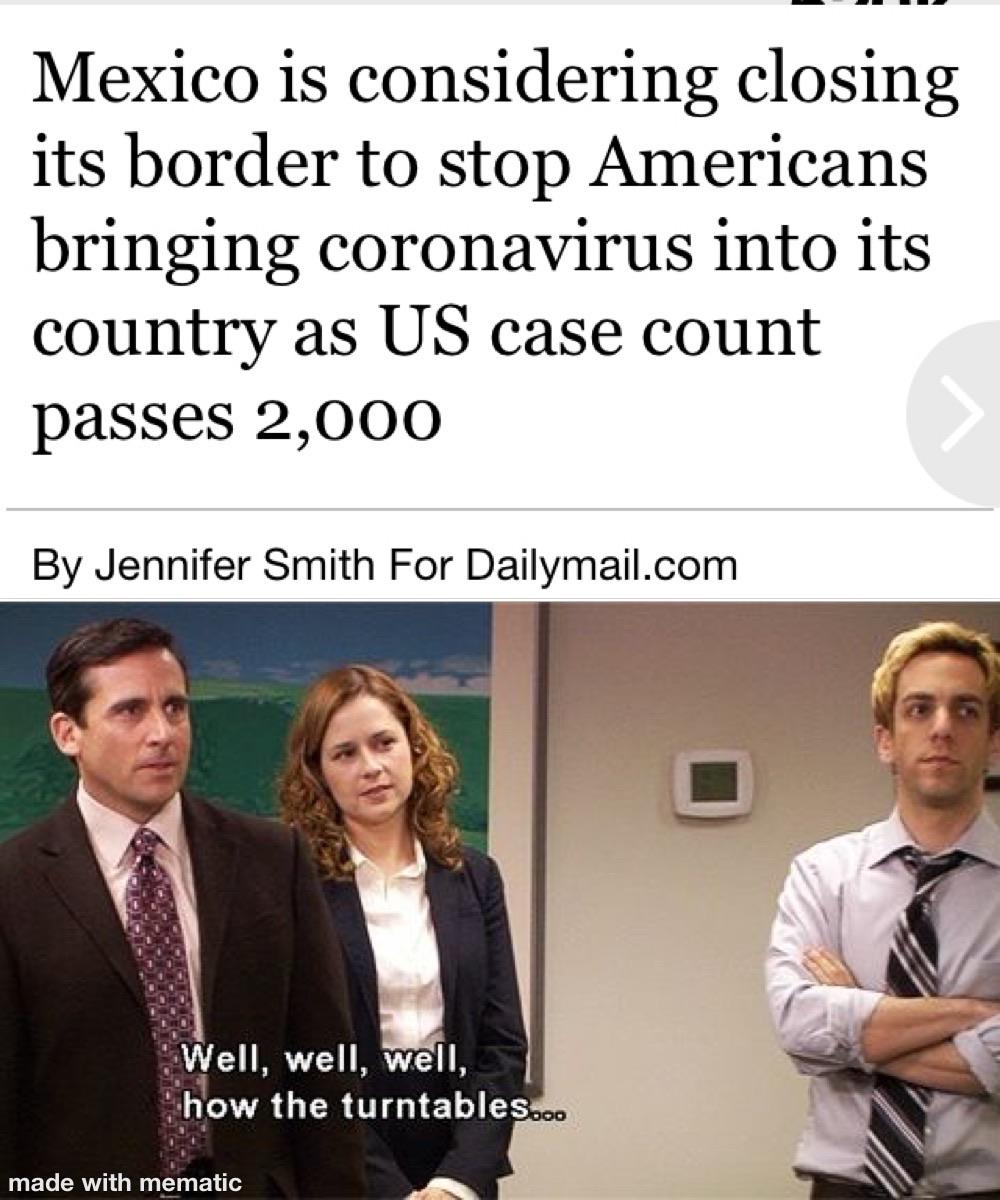 Mexico is considering closing
its border to stop Americans
bringing coronavirus into its
country as US case count
passes 2,000
By Jennifer Smith For Dailymail.com
Well, well, well,
how the turntables...
made with mematic